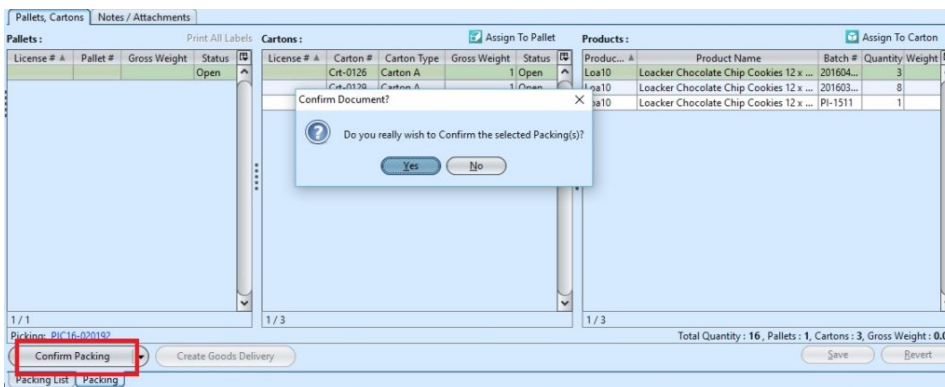 Pallets, Cartons Notes / Attachments
Pallets : Print All Labels Cartons : Assign To Pallet Products : Assign To Carton
License # Pallet # Gross Weight Status License # Carton # Carton Type Gross Weight Status Produc... Product Name Batch # Quantity Weight
Open Crt-0126 Carton A 1 Open Loa10 Loacker Chocolate Chip Cookies 12 x ... 201604... 3
Crt-0129 Carton A 1 Open Loa10 Loacker Chocolate Chip Cookies 12 x ... 201603... 8
Confirm Document? Loacker Chocolate Chip Cookies 12 x ... PI-1511 1
Do you really wish to Confirm the selected Packing(s)?
Yes No
1 / 1 1 / 3 1 / 3
Picking: PIC16-020192 Total Quantity : 16 , Pallets : 1, Cartons : 3, Gross Weight : 0.0
Confirm Packing Create Goods Delivery Save Revert
Packing List Packing